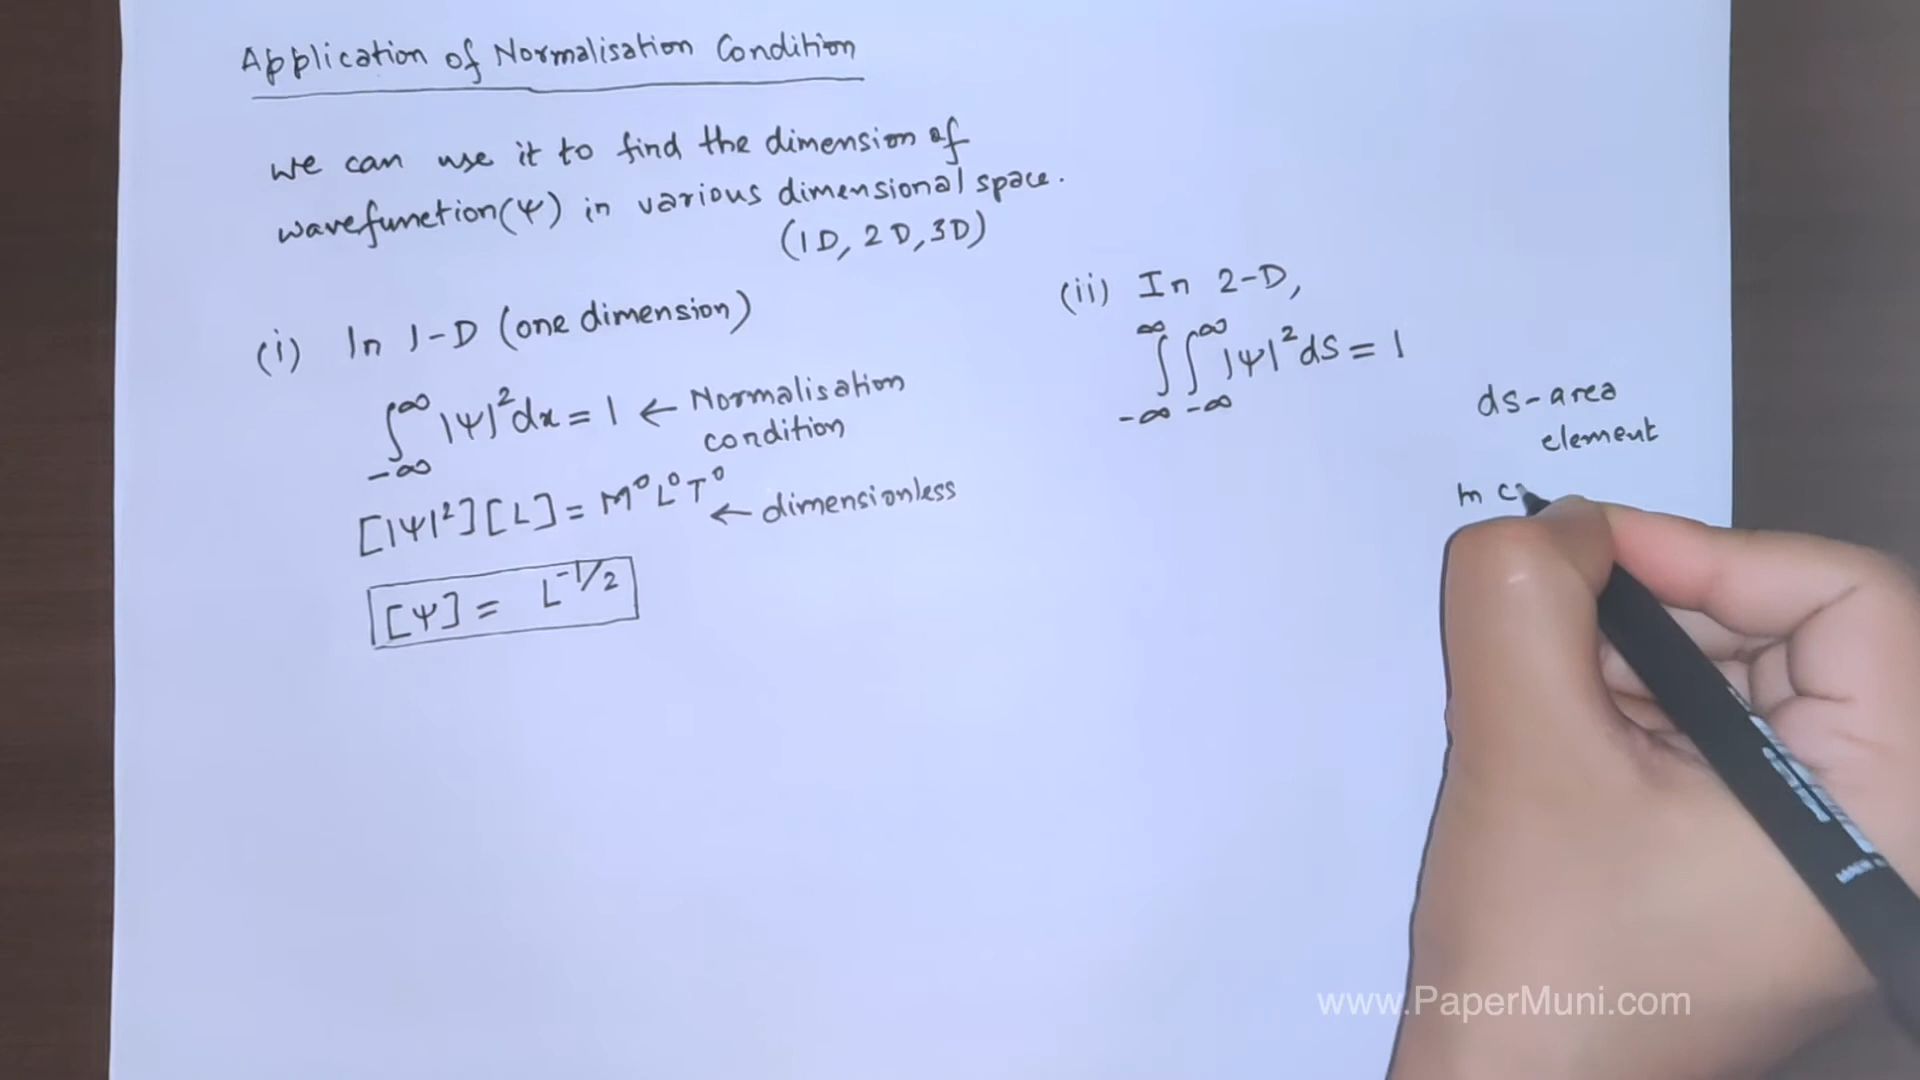 Application of Normalisation Condition
we can use it to find the dimension of
wavefunction(Ψ) in various dimensional space.
(1D, 2D, 3D)
(i) In 1-D (one dimension)
∫_{-∞}^{∞} |Ψ|² dx = 1 ← Normalisation
condition
[|Ψ|²][L] = M⁰L⁰T⁰ ← dimensionless
[Ψ] = L^{-1/2}
(ii) In 2-D,
∫_{-∞}^{∞} ∫_{-∞}^{∞} |Ψ|² dS = 1
ds-area
element
In
www.PaperMuni.com